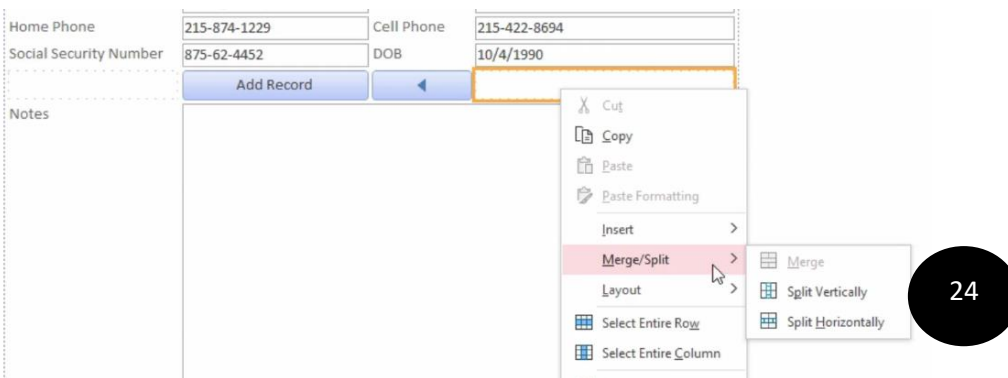 Home Phone 215-874-1229 Cell Phone 215-422-8694
Social Security Number 875-62-4452 DOB 10/4/1990
Add Record
Notes
Cut
Copy
Paste
Paste Formatting
Insert
Merge/Split
Layout
Select Entire Row
Select Entire Column
Merge
Split Vertically
Split Horizontally
24